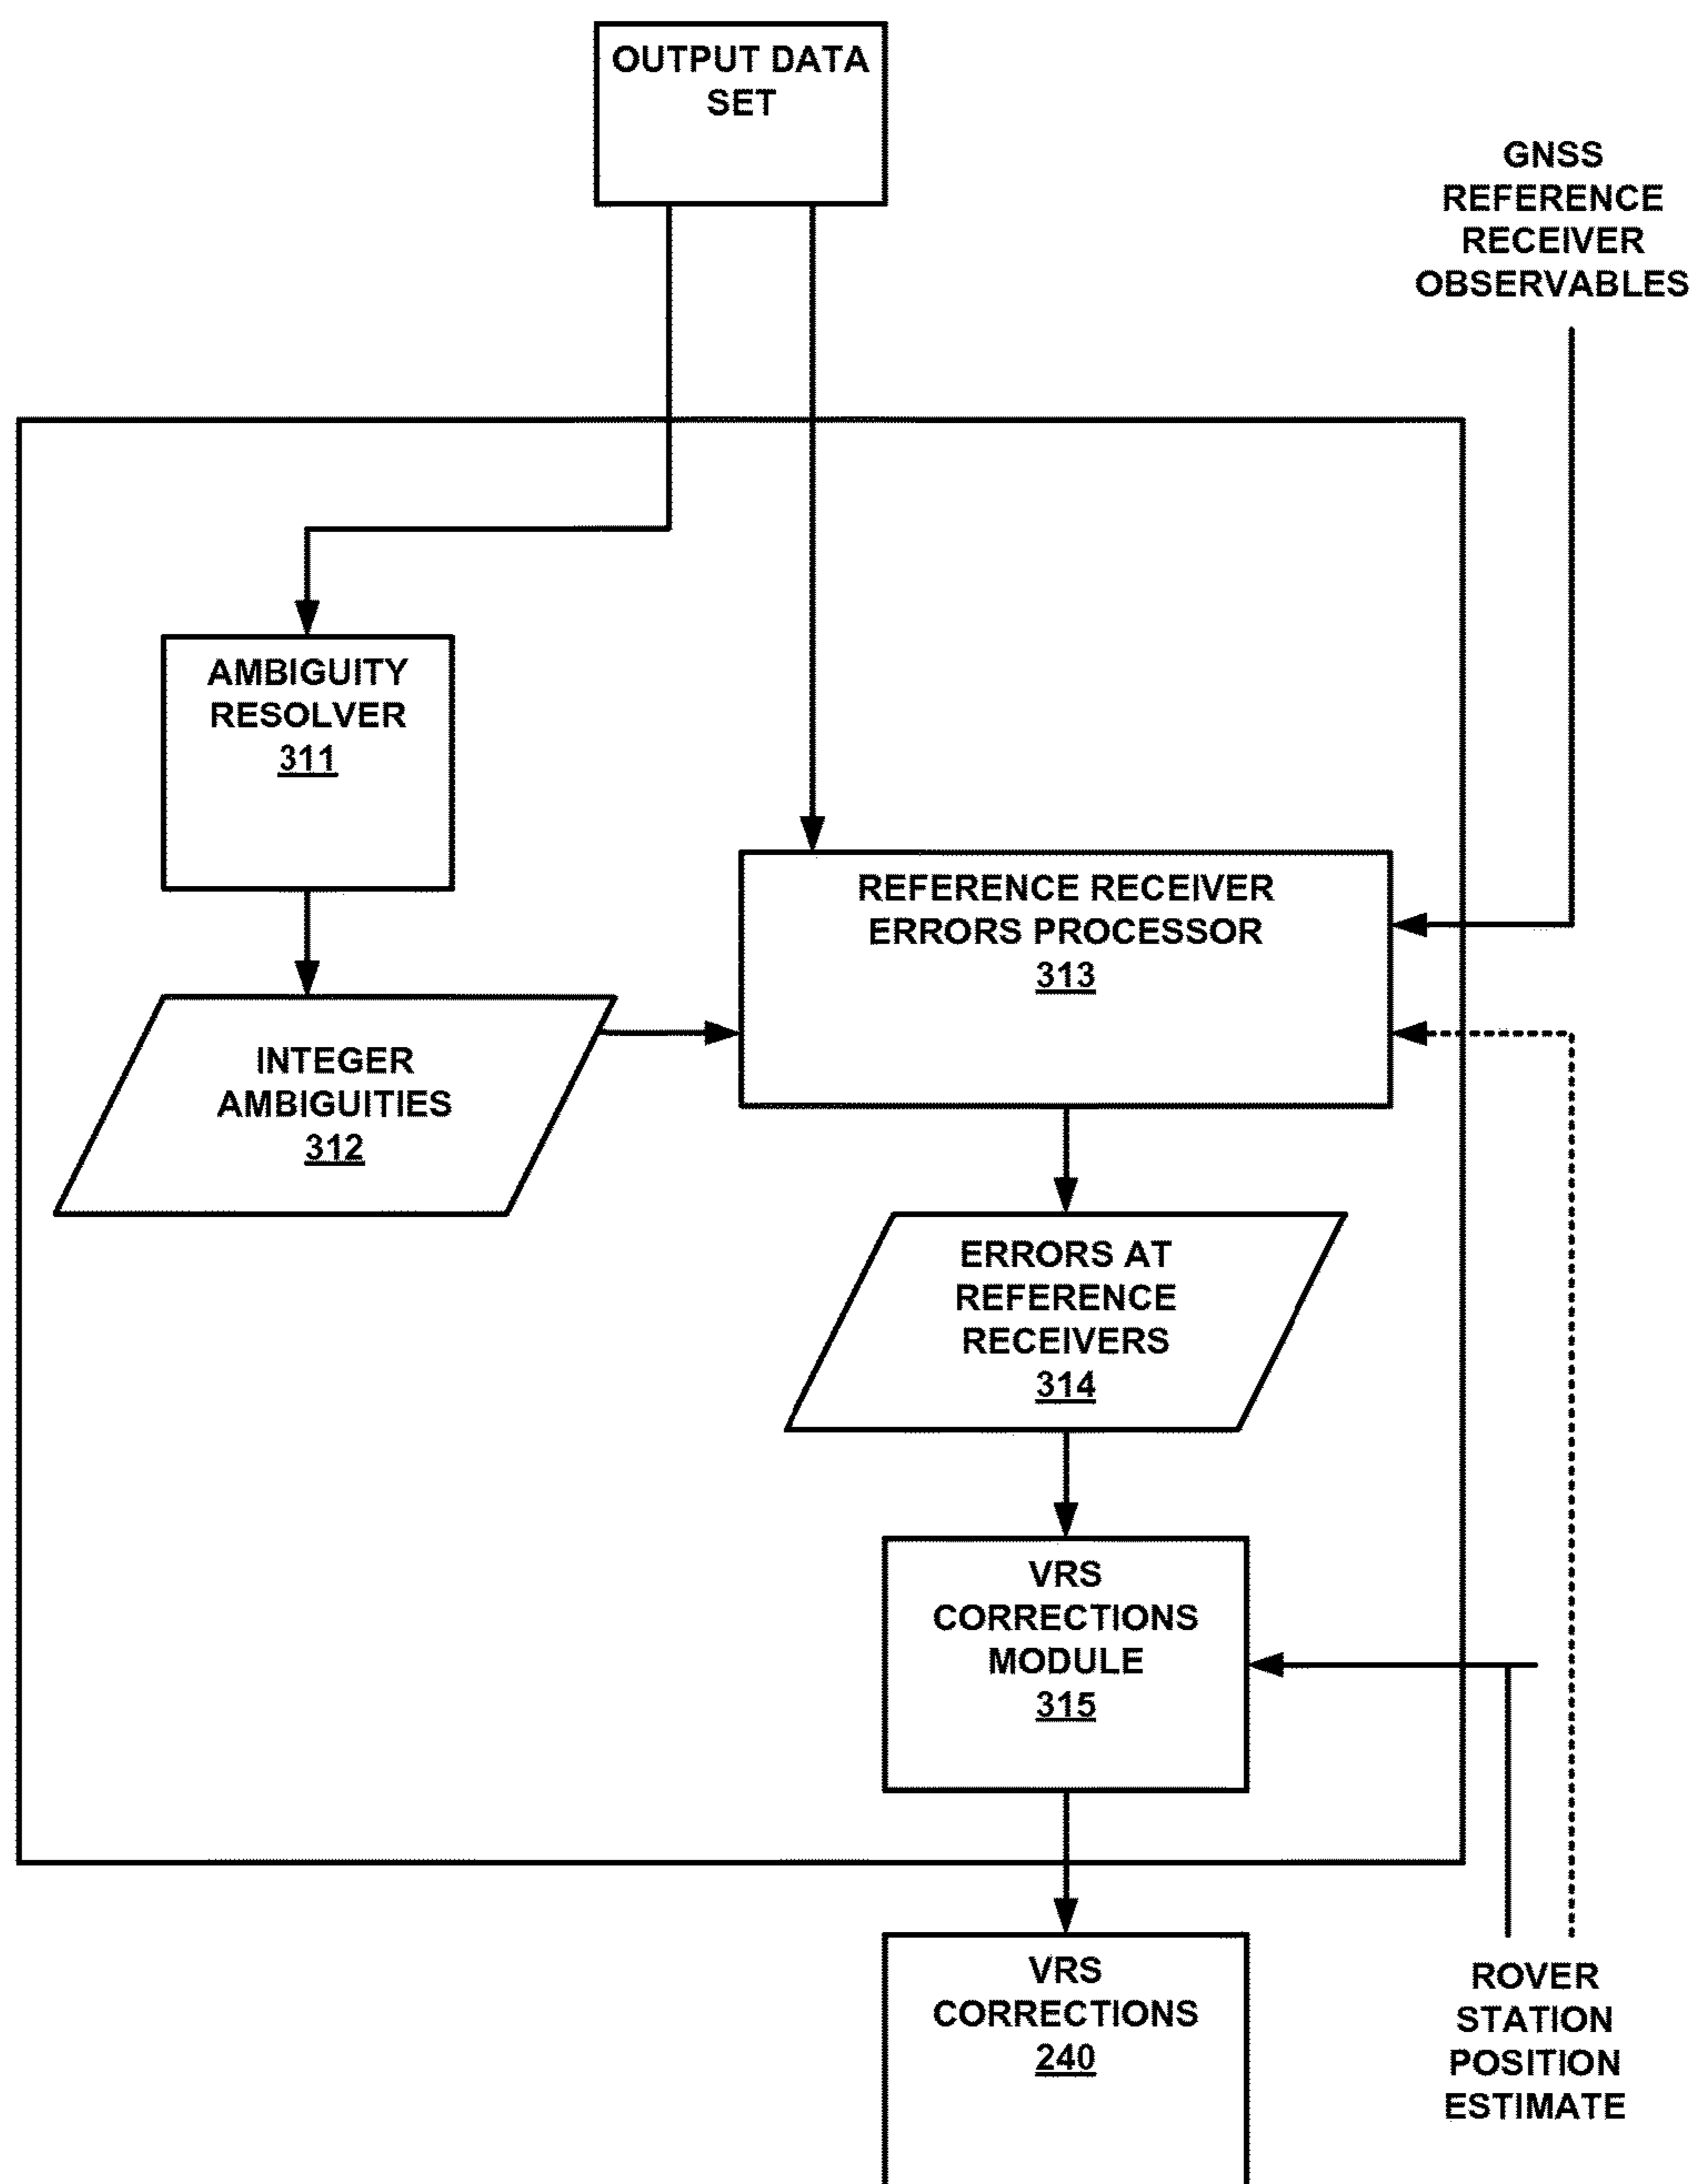 OUTPUT DATA
SET
GNSS
REFERENCE
RECEIVER
OBSERVABLES
AMBIGUITY
RESOLVER
311
REFERENCE RECEIVER
ERRORS PROCESSOR
313
INTEGER
AMBIGUITIES
312
ERRORS AT
REFERENCE
RECEIVERS
314
VRS
CORRECTIONS
MODULE
315
VRS
CORRECTIONS
240
ROVER
STATION
POSITION
ESTIMATE